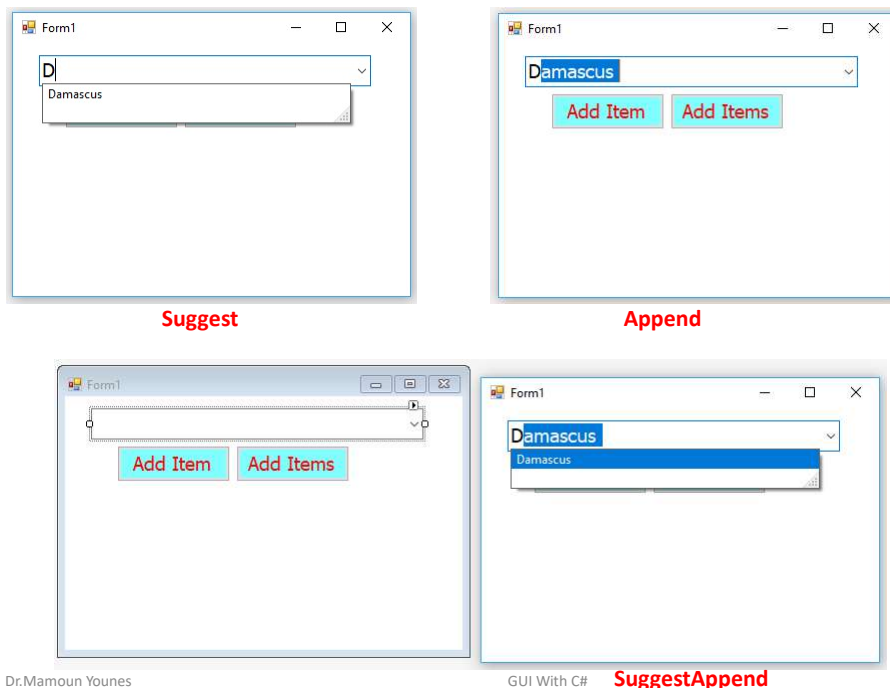 Form1
D
Damascus
Suggest
Form1
Damascus
Add Item Add Items
Append
Form1
Add Item Add Items
Form1
Damascus
Damascus
SuggestAppend
Dr.Mamoun Younes
GUI With C#